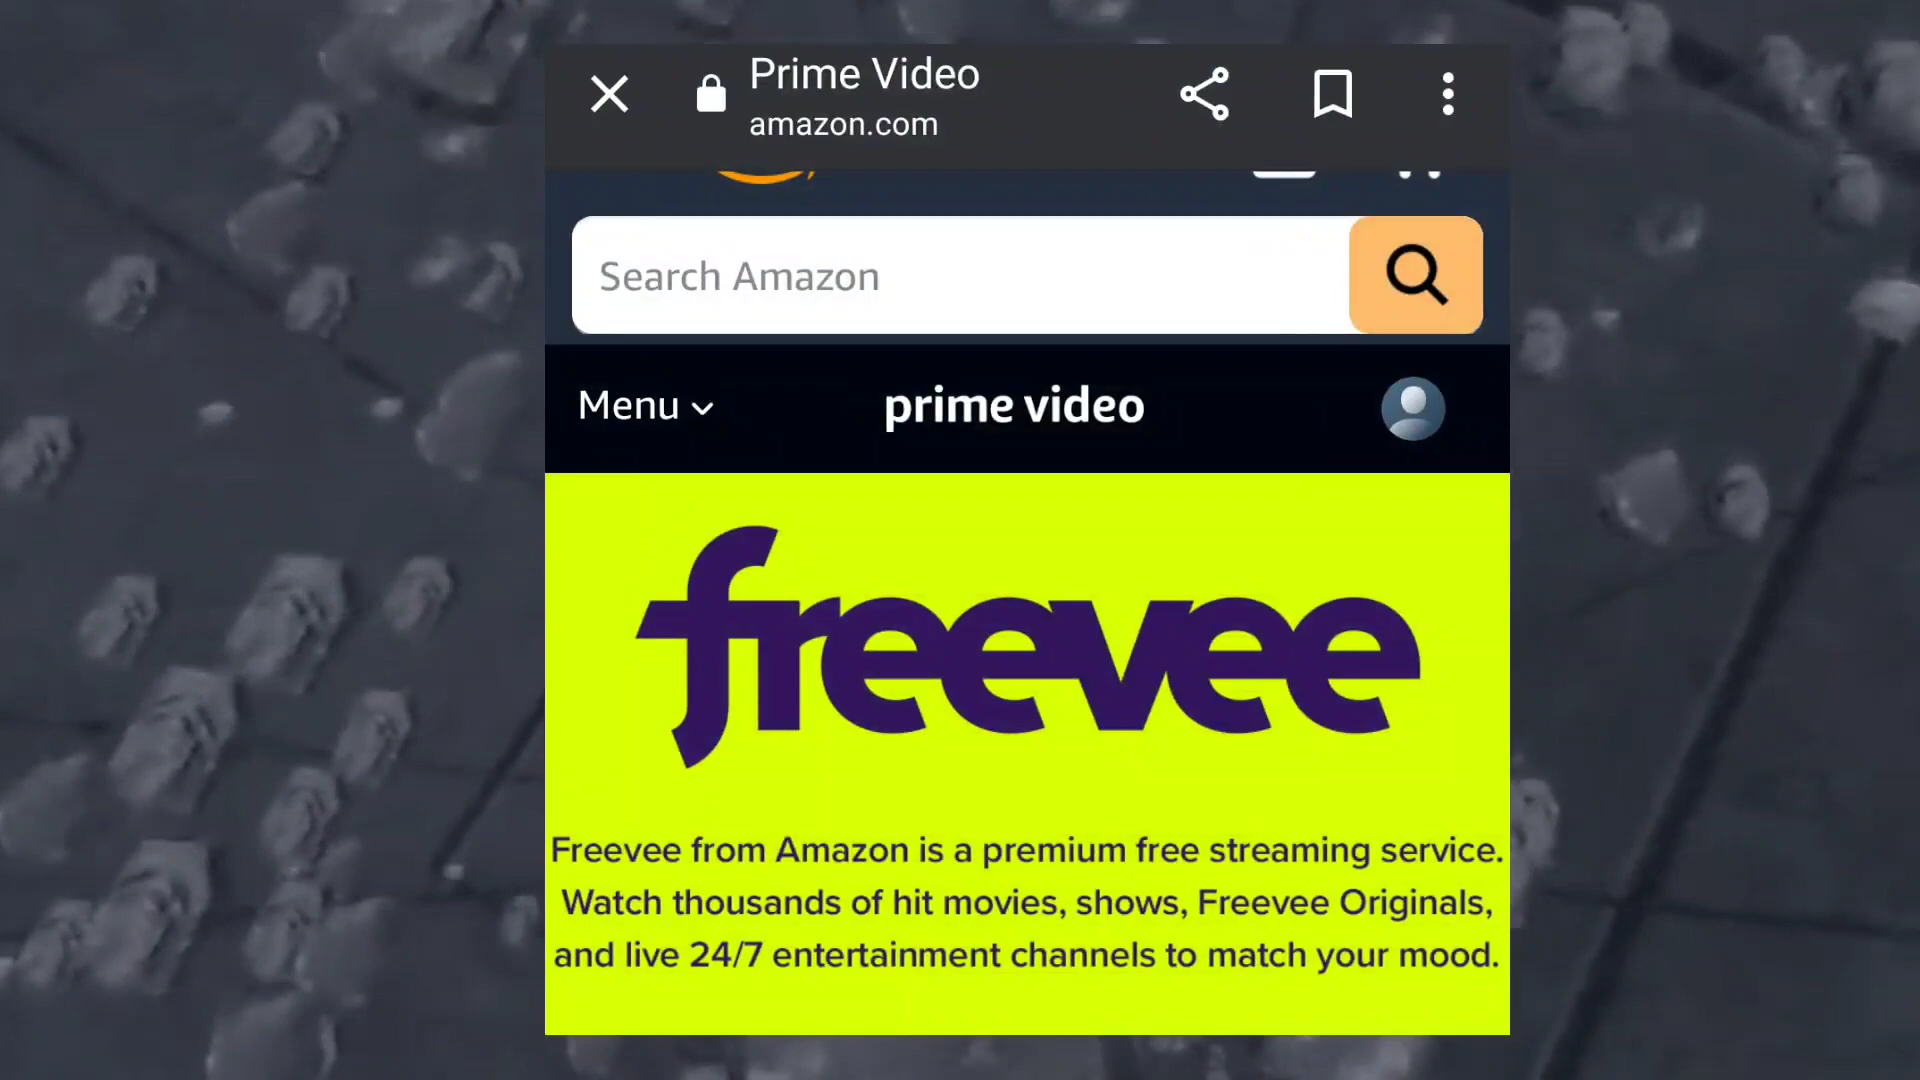 Prime Video
amazon.com
Search Amazon
Menu
prime video
freevee
Freevee from Amazon is a premium free streaming service.
Watch thousands of hit movies, shows, Freevee Originals,
and live 24/7 entertainment channels to match your mood.